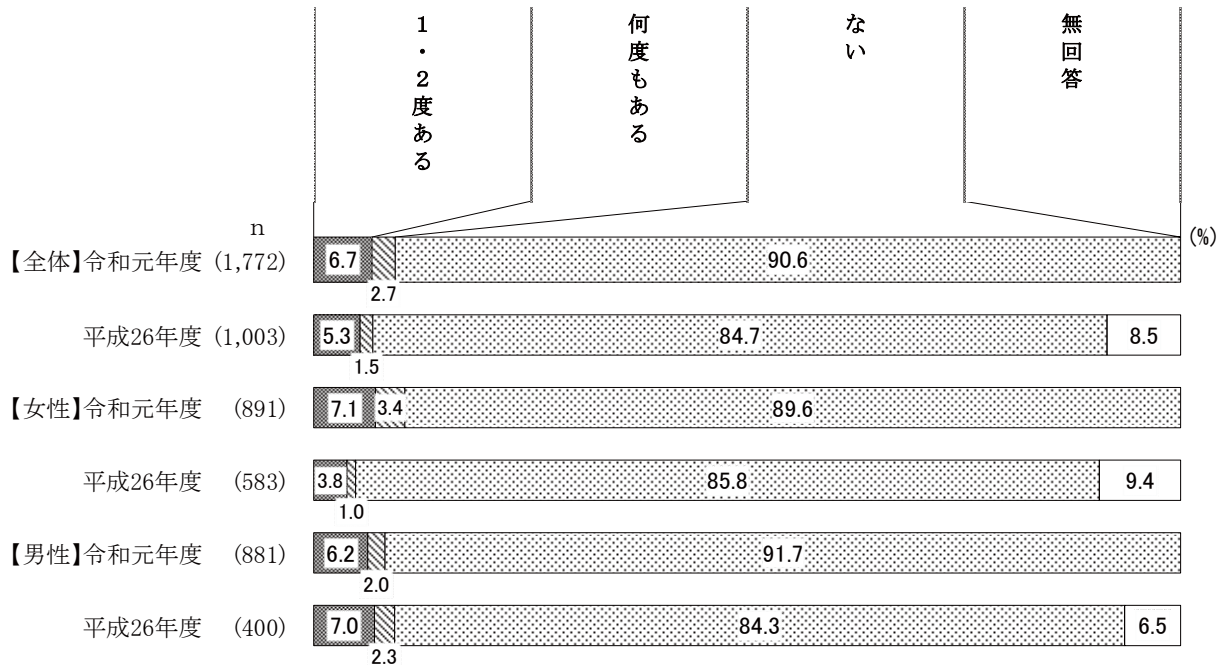 1・2度ある
何度もある
ない
無回答
n
(%)
【全体】令和元年度 (1,772) 6.7 2.7 90.6
平成26年度 (1,003) 5.3 1.5 84.7 8.5
【女性】令和元年度 (891) 7.1 3.4 89.6
平成26年度 (583) 3.8 1.0 85.8 9.4
【男性】令和元年度 (881) 6.2 2.0 91.7
平成26年度 (400) 7.0 2.3 84.3 6.5